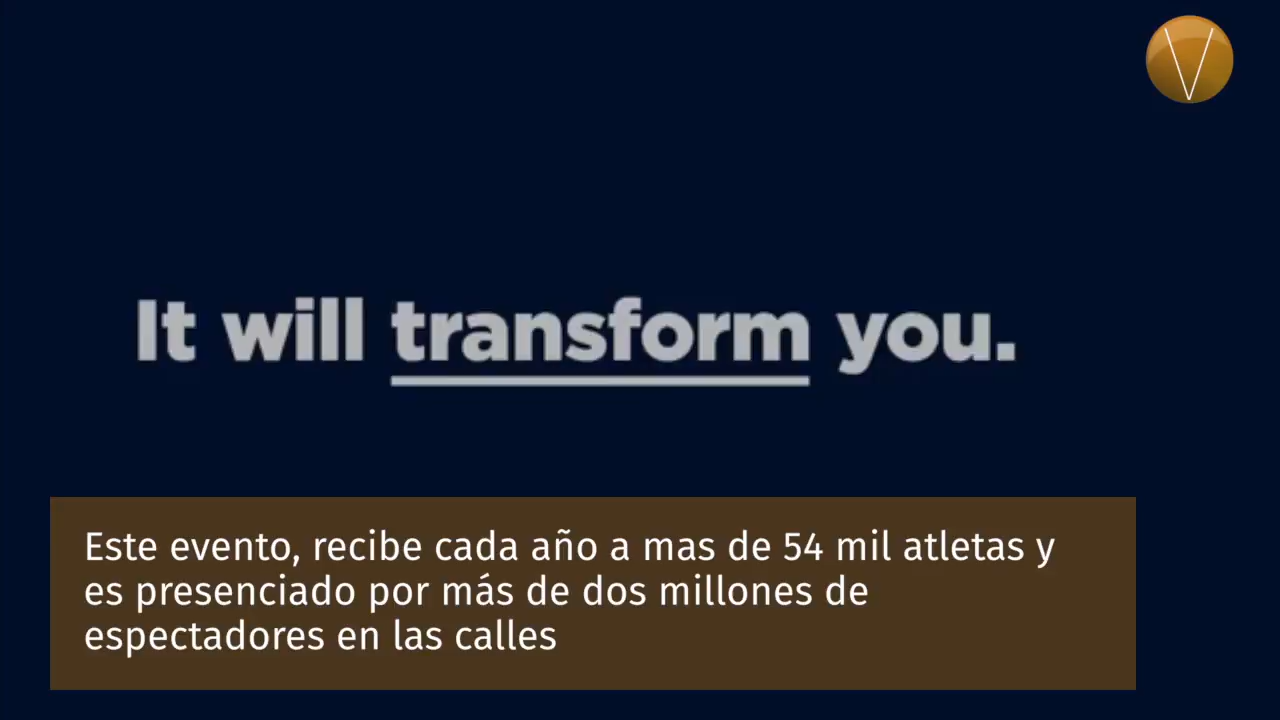 V
It will transform you.
Este evento, recibe cada año a mas de 54 mil atletas y
es presenciado por más de dos millones de
espectadores en las calles